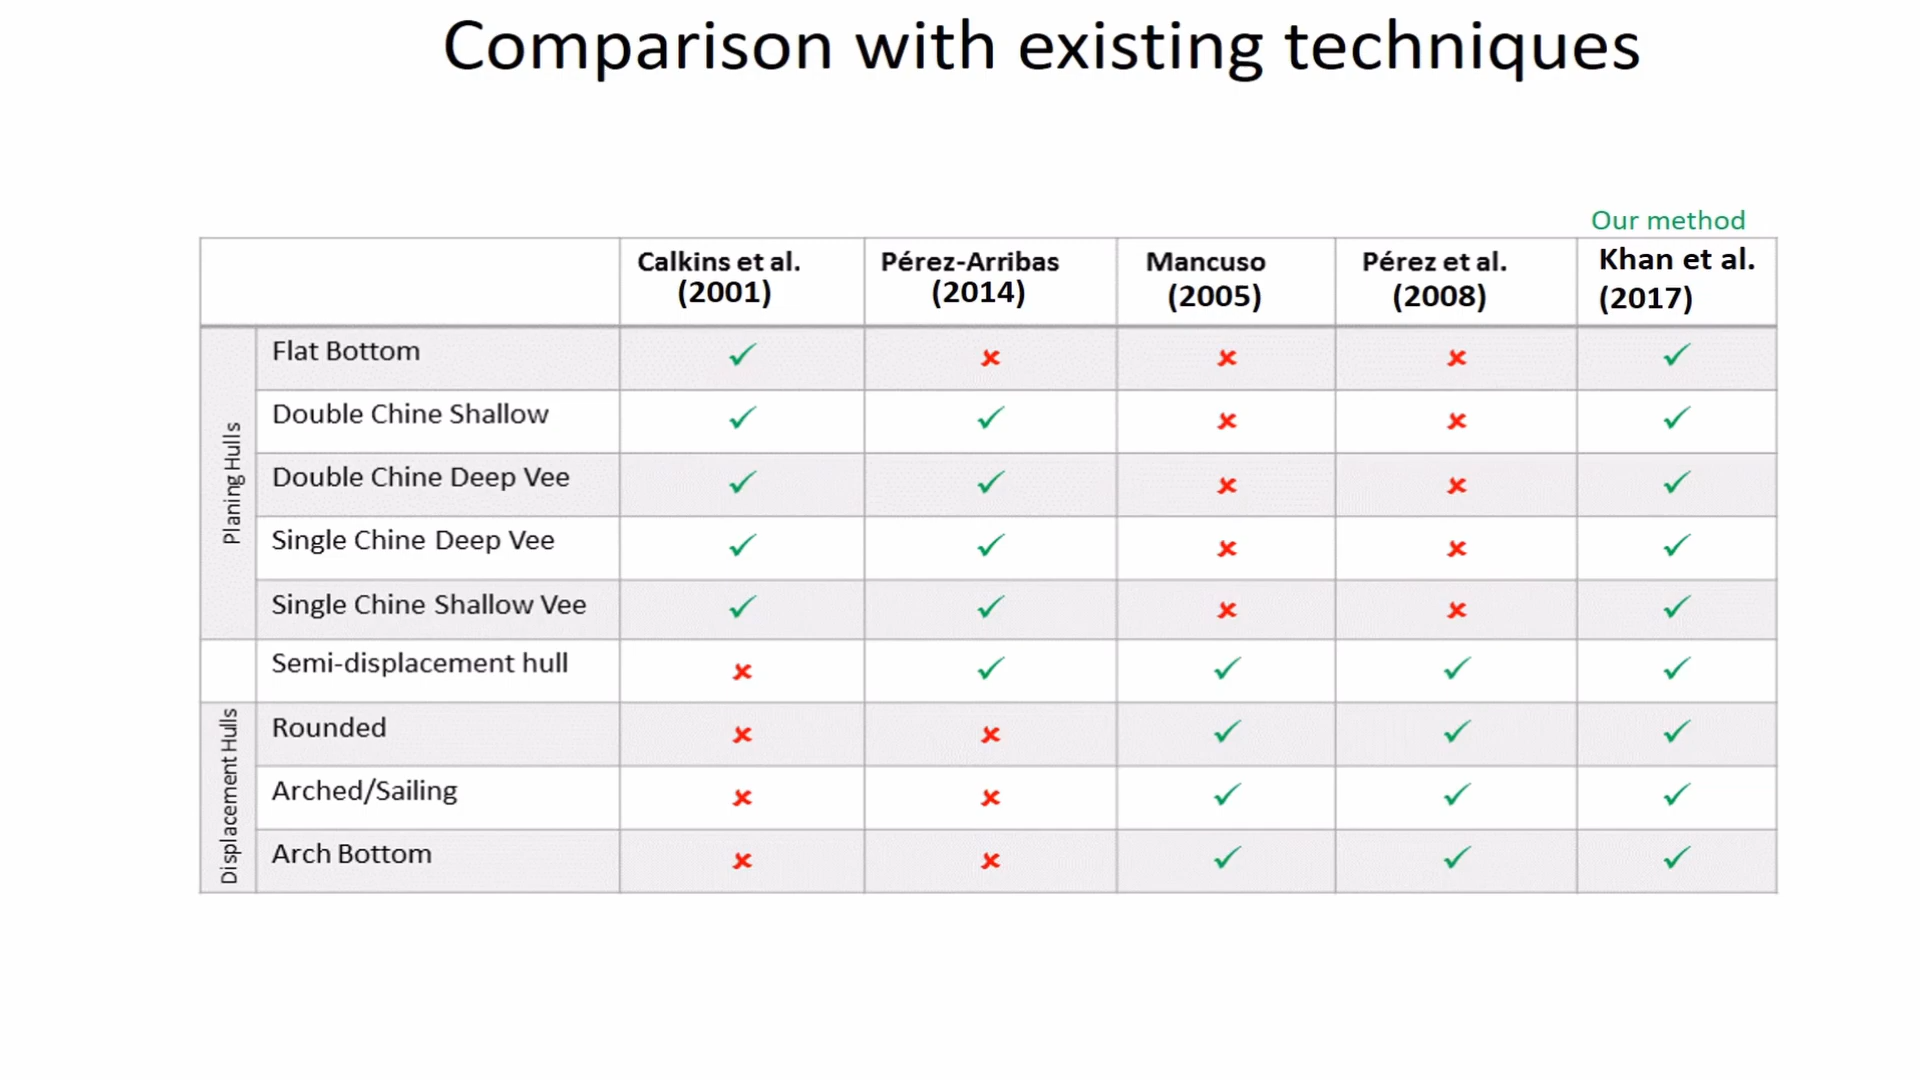 Comparison with existing techniques
Our method
Calkins et al.
(2001)
Pérez-Arribas
(2014)
Mancuso
(2005)
Pérez et al.
(2008)
Khan et al.
(2017)
Planing Hulls
Flat Bottom ✓ ✘ ✘ ✘ ✓
Double Chine Shallow ✓ ✓ ✘ ✘ ✓
Double Chine Deep Vee ✓ ✓ ✘ ✘ ✓
Single Chine Deep Vee ✓ ✓ ✘ ✘ ✓
Single Chine Shallow Vee ✓ ✓ ✘ ✘ ✓
Semi-displacement hull ✘ ✓ ✓ ✓ ✓
Displacement Hulls
Rounded ✘ ✘ ✓ ✓ ✓
Arched/Sailing ✘ ✘ ✓ ✓ ✓
Arch Bottom ✘ ✘ ✓ ✓ ✓